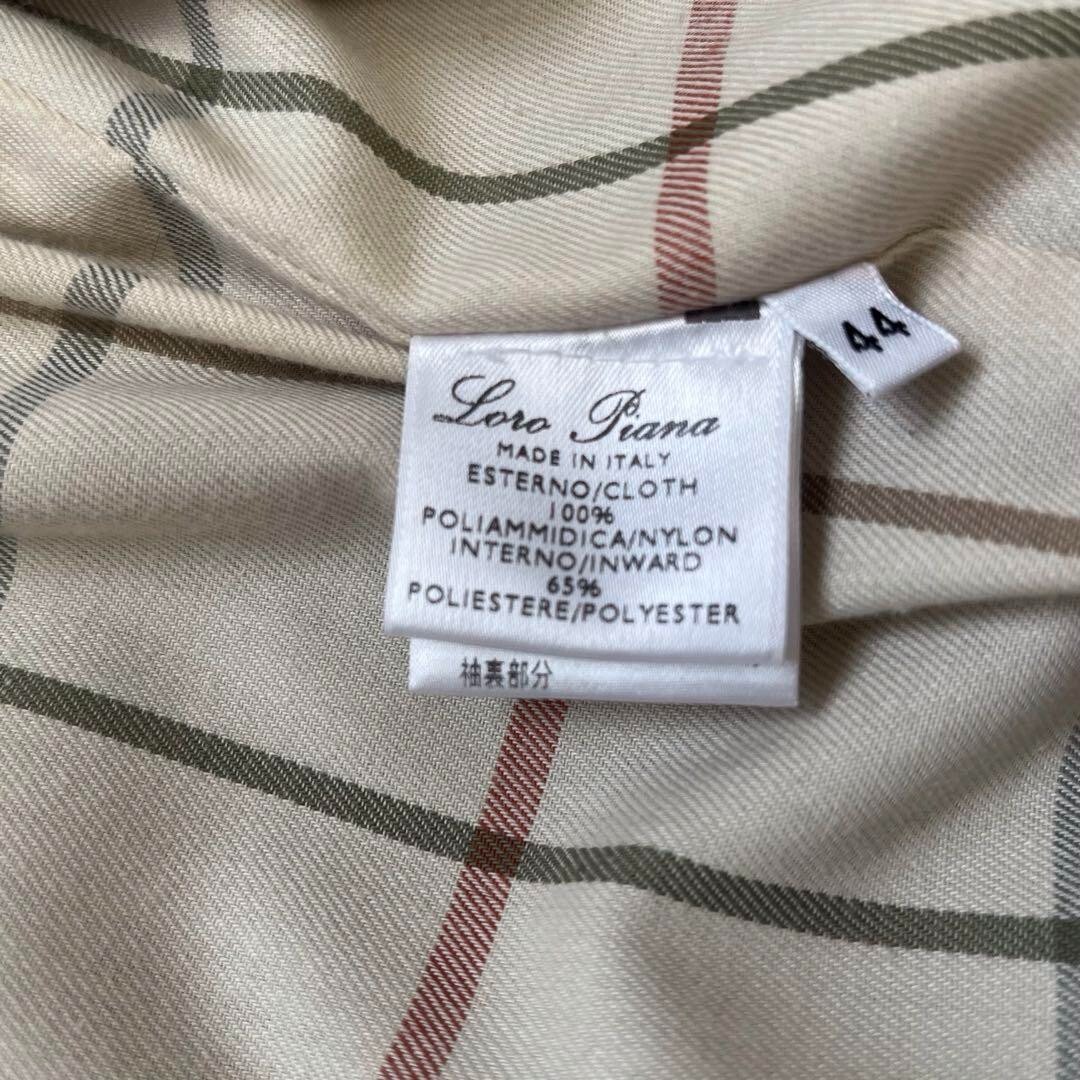 44
Loro Piana
MADE IN ITALY
ESTERNO/CLOTH
100%
POLIAMMIDICA/NYLON
INTERNO/INWARD
65%
POLIESTERE/POLYESTER
袖裏部分